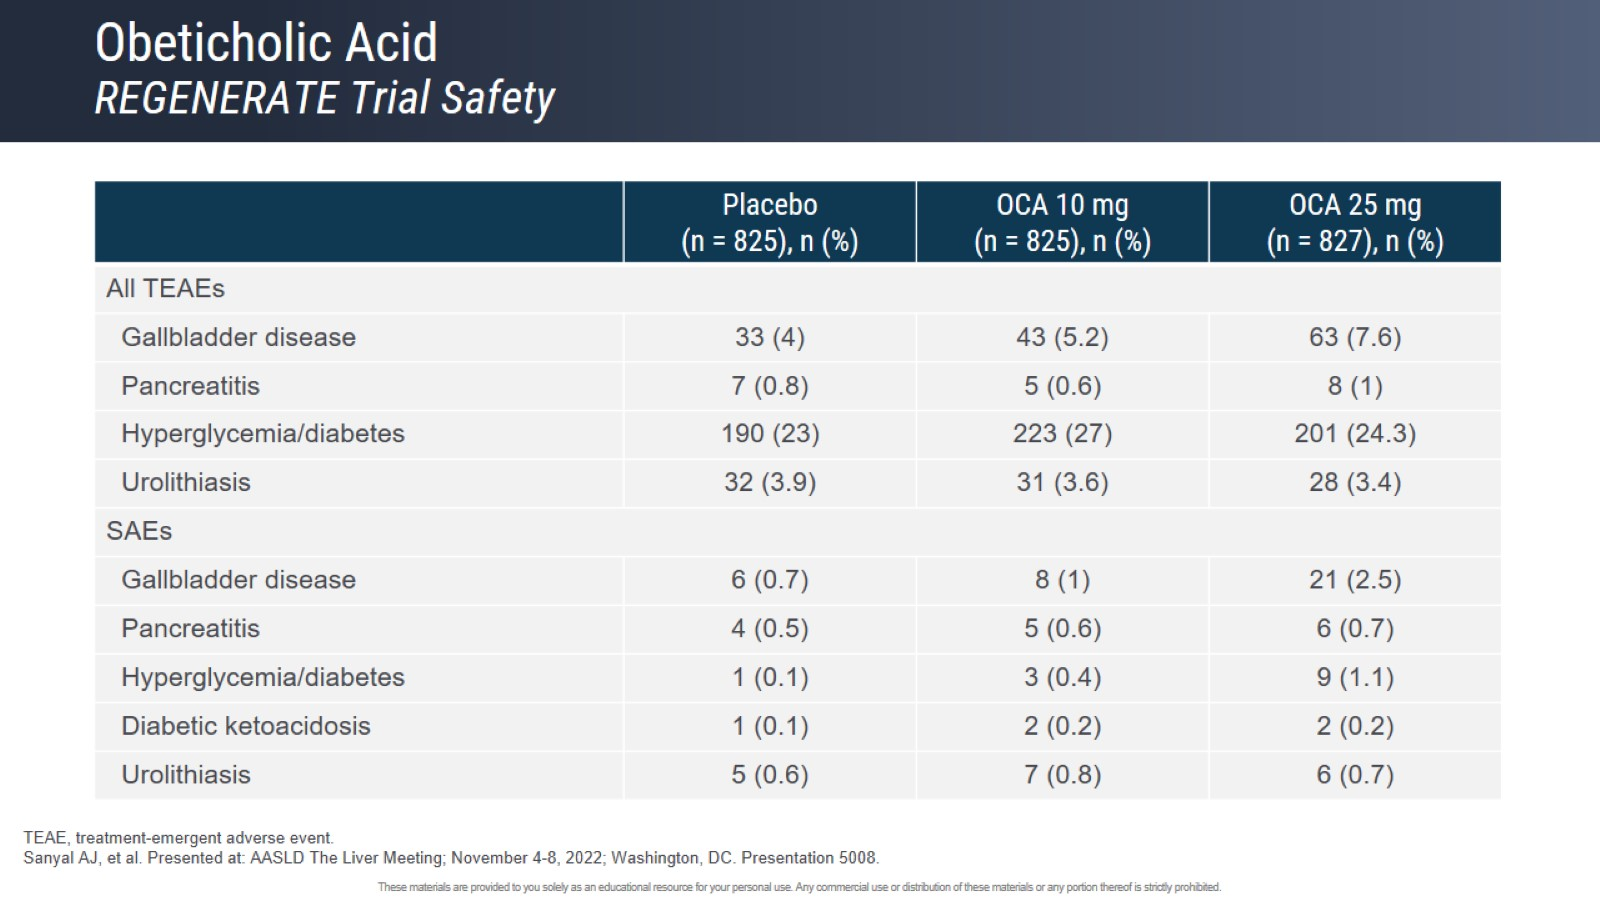 Obeticholic Acid
REGENERATE Trial Safety
Placebo OCA 10 mg OCA 25 mg
(n = 825), n (%) (n = 825), n (%) (n = 827), n (%)
All TEAEs
Gallbladder disease 33 (4) 43 (5.2) 63 (7.6)
Pancreatitis 7 (0.8) 5 (0.6) 8 (1)
Hyperglycemia/diabetes 190 (23) 223 (27) 201 (24.3)
Urolithiasis 32 (3.9) 31 (3.6) 28 (3.4)
SAEs
Gallbladder disease 6 (0.7) 8 (1) 21 (2.5)
Pancreatitis 4 (0.5) 5 (0.6) 6 (0.7)
Hyperglycemia/diabetes 1 (0.1) 3 (0.4) 9 (1.1)
Diabetic ketoacidosis 1 (0.1) 2 (0.2) 2 (0.2)
Urolithiasis 5 (0.6) 7 (0.8) 6 (0.7)
TEAE, treatment-emergent adverse event.
Sanyal AJ, et al. Presented at: AASLD The Liver Meeting; November 4-8, 2022; Washington, DC. Presentation 5008.
These materials are provided to you solely as an educational resource for your personal use. Any commercial use or distribution of these materials or any portion thereof is strictly prohibited.